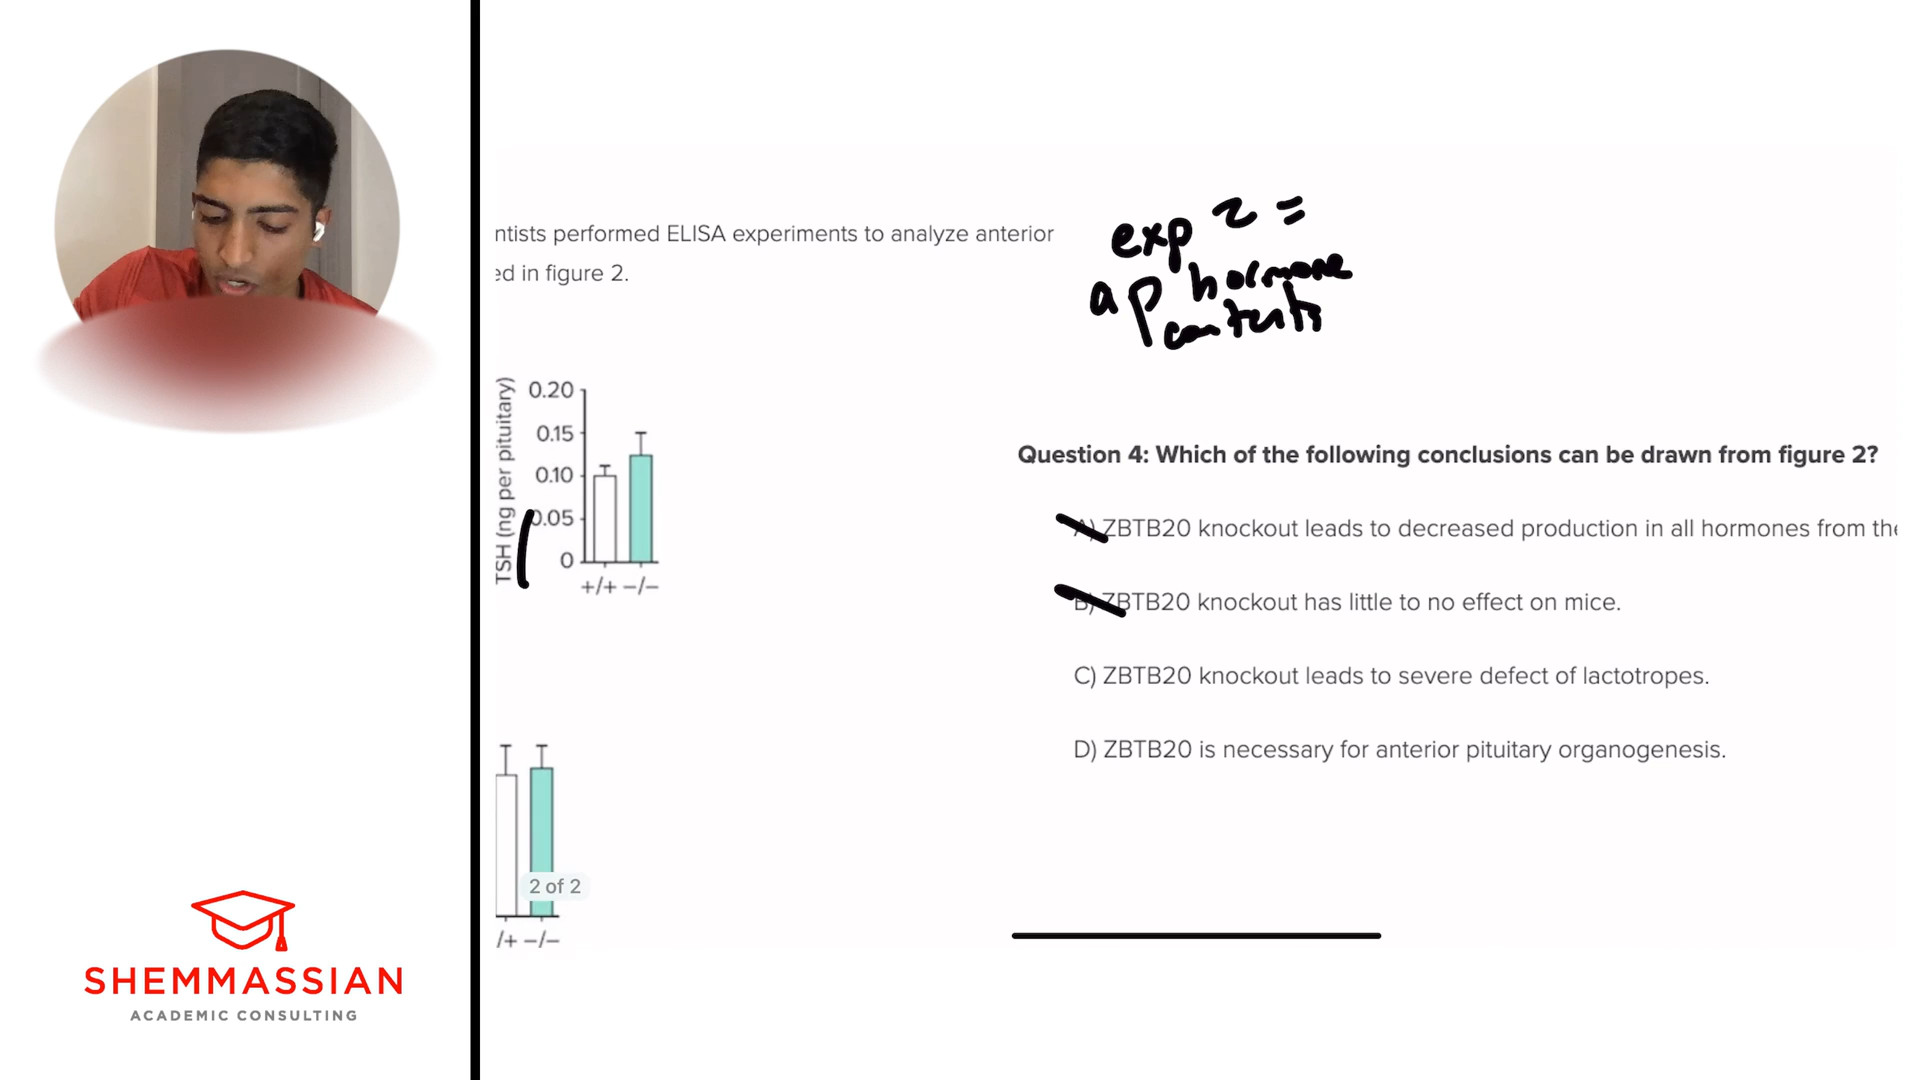 ntists performed ELISA experiments to analyze anterior
ed in figure 2.
exp 2 =
ap hormone
contents
TSH (ng per pituitary)
0.20
0.15
0.10
0.05
0
+/+ −/−
Question 4: Which of the following conclusions can be drawn from figure 2?
A) ZBTB20 knockout leads to decreased production in all hormones from the
B) ZBTB20 knockout has little to no effect on mice.
C) ZBTB20 knockout leads to severe defect of lactotropes.
D) ZBTB20 is necessary for anterior pituitary organogenesis.
2 of 2
/+ −/−
SHEMMASSIAN
ACADEMIC CONSULTING